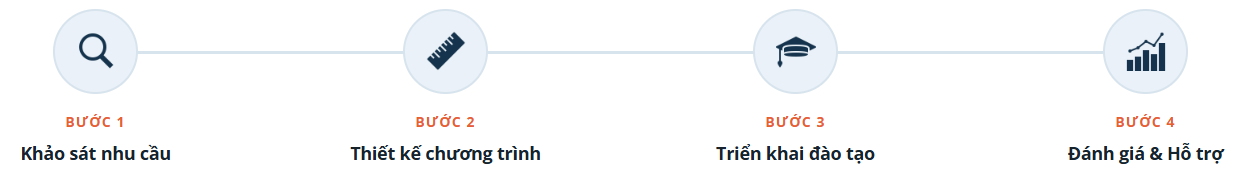 BƯỚC 1
Khảo sát nhu cầu
BƯỚC 2
Thiết kế chương trình
BƯỚC 3
Triển khai đào tạo
BƯỚC 4
Đánh giá & Hỗ trợ